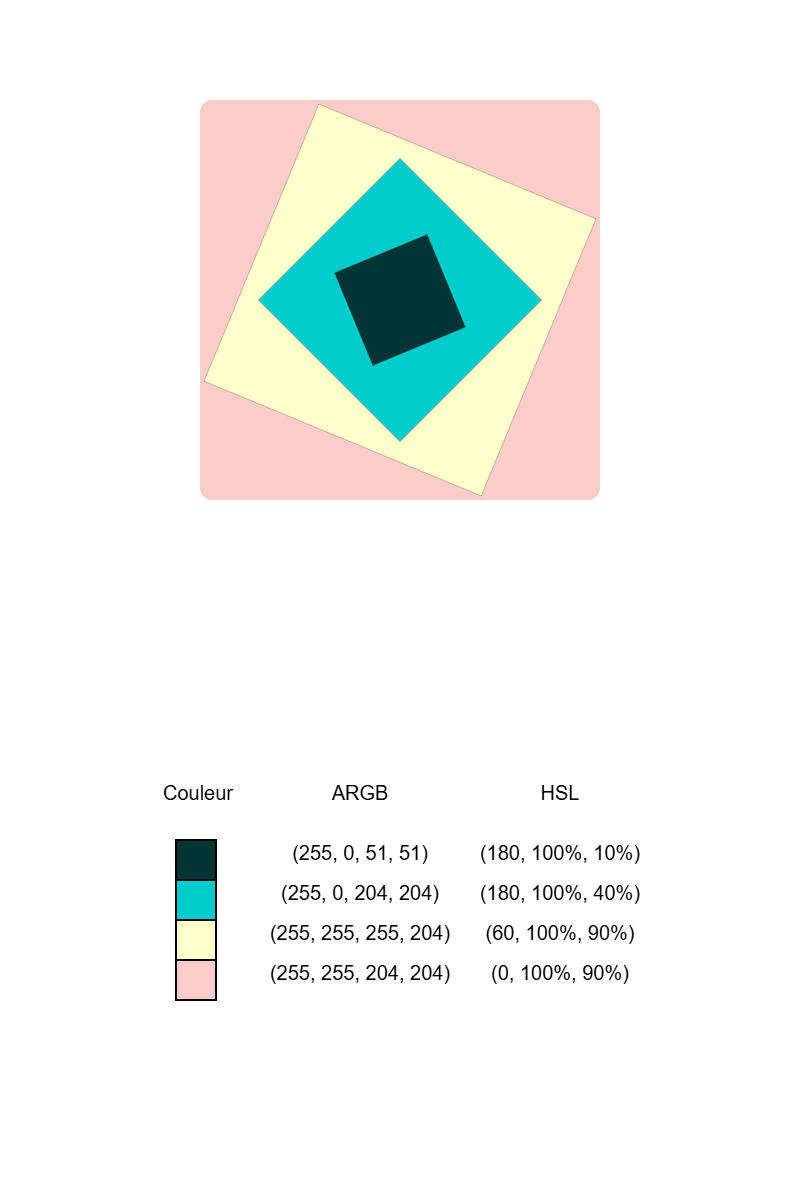 Couleur ARGB HSL
(255, 0, 51, 51) (180, 100%, 10%)
(255, 0, 204, 204) (180, 100%, 40%)
(255, 255, 255, 204) (60, 100%, 90%)
(255, 255, 204, 204) (0, 100%, 90%)